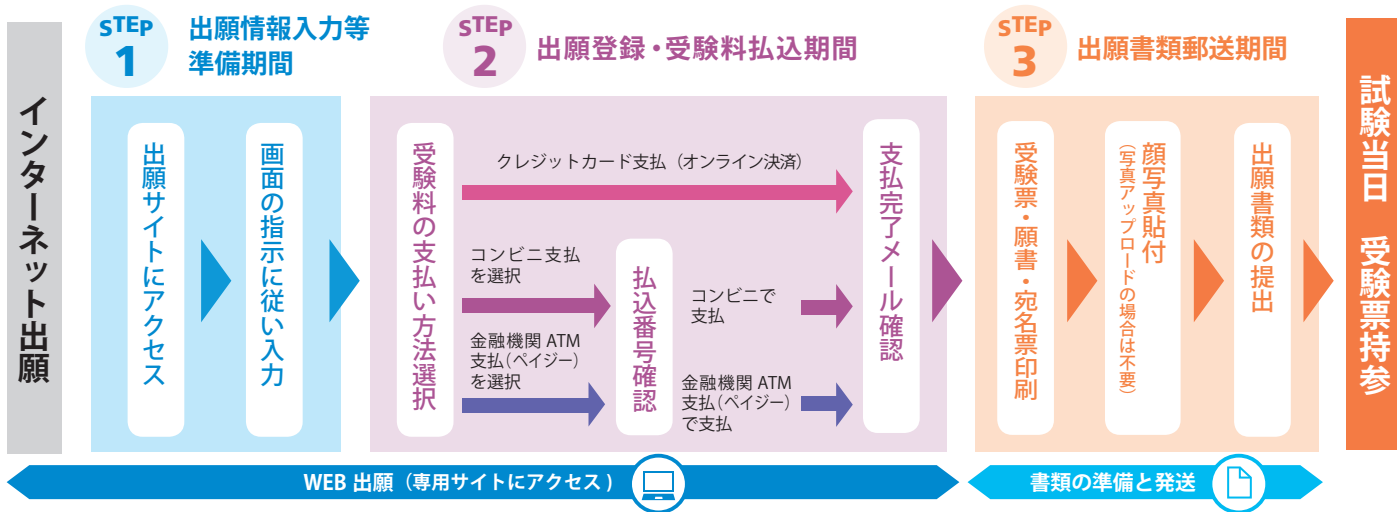 インターネット出願
STEP
1
出願情報入力等
準備期間
出願サイトにアクセス
画面の指示に従い入力
STEP
2
出願登録・受験料払込期間
受験料の支払い方法選択
クレジットカード支払（オンライン決済）
コンビニ支払
を選択
金融機関 ATM
支払（ペイジー）
を選択
払込番号確認
コンビニで
支払
金融機関 ATM
支払（ペイジー）
で支払
支払完了メール確認
STEP
3
出願書類郵送期間
受験票・願書・宛名票印刷
顔写真貼付
（写真アップロードの場合は不要）
出願書類の提出
試験当日 受験票持参
WEB 出願（専用サイトにアクセス )
書類の準備と発送